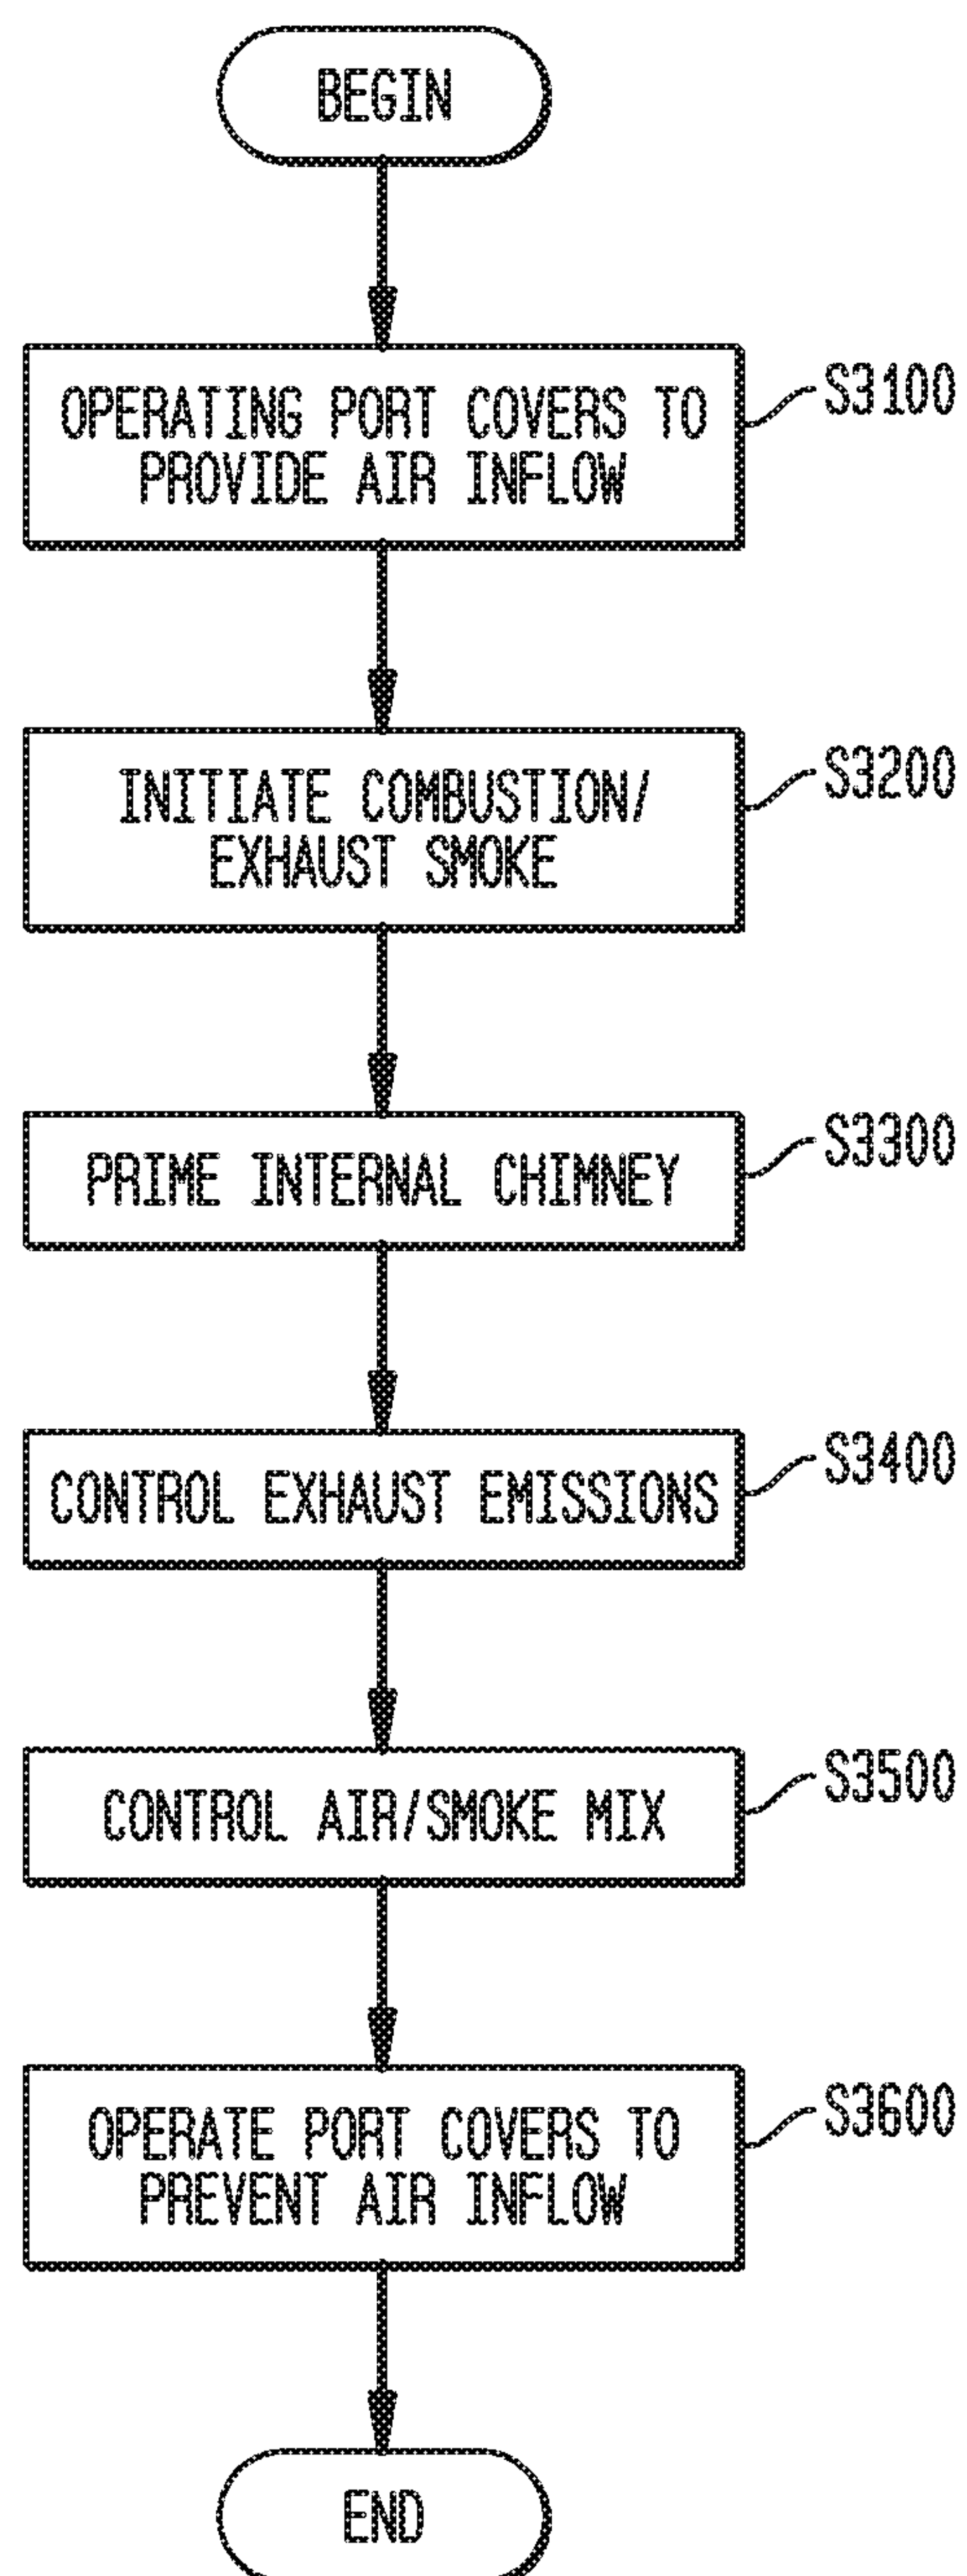 BEGIN
OPERATING PORT COVERS TO
PROVIDE AIR INFLOW
S3100
INITIATE COMBUSTION/
EXHAUST SMOKE
S3200
PRIME INTERNAL CHIMNEY
S3300
CONTROL EXHAUST EMISSIONS
S3400
CONTROL AIR/SMOKE MIX
S3500
OPERATE PORT COVERS TO
PREVENT AIR INFLOW
S3600
END